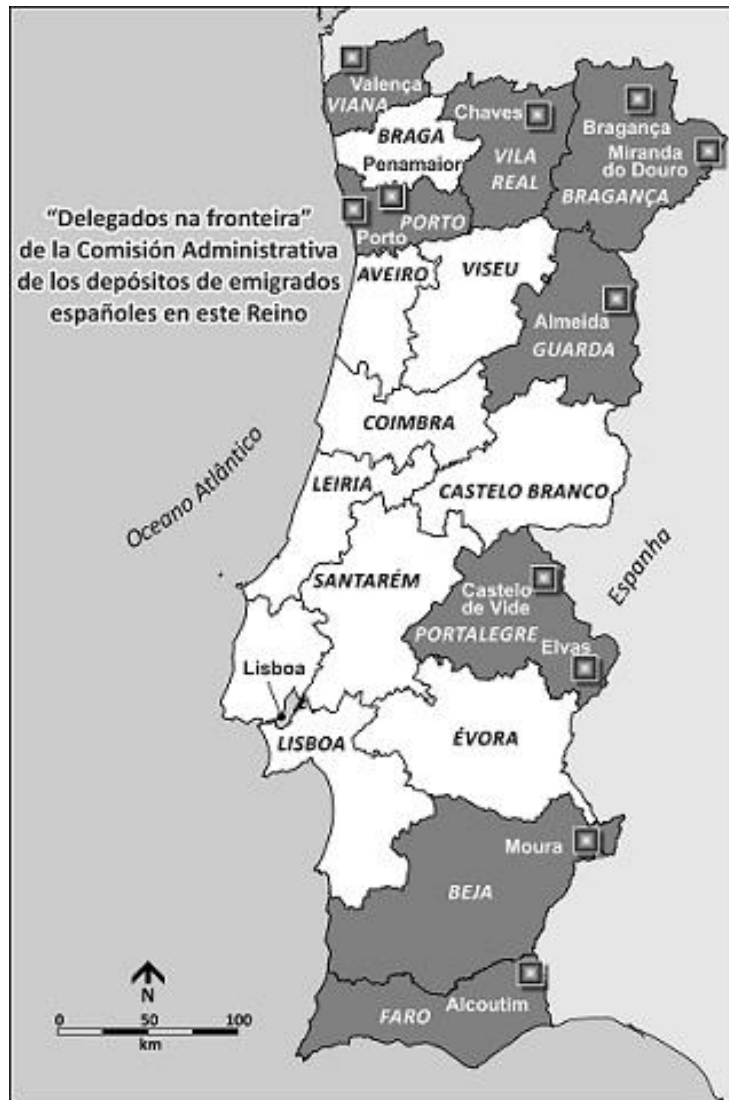 Valença
VIANA
Chaves
Bragança
BRAGA
Miranda
do Douro
Penamaior
VILA
REAL
BRAGANÇA
PORTO
Porto
“Delegados na fronteira”
de la Comisión Administrativa
de los depósitos de emigrados
españoles en este Reino
AVEIRO
VISEU
Almeida
GUARDA
COIMBRA
Oceano Atlântico
LEIRIA
CASTELO BRANCO
Espanha
SANTARÉM
Castelo
de Vide
PORTALEGRE
Elvas
Lisboa
LISBOA
ÉVORA
Moura
BEJA
N
Alcoutim
FARO
0 50 100
km